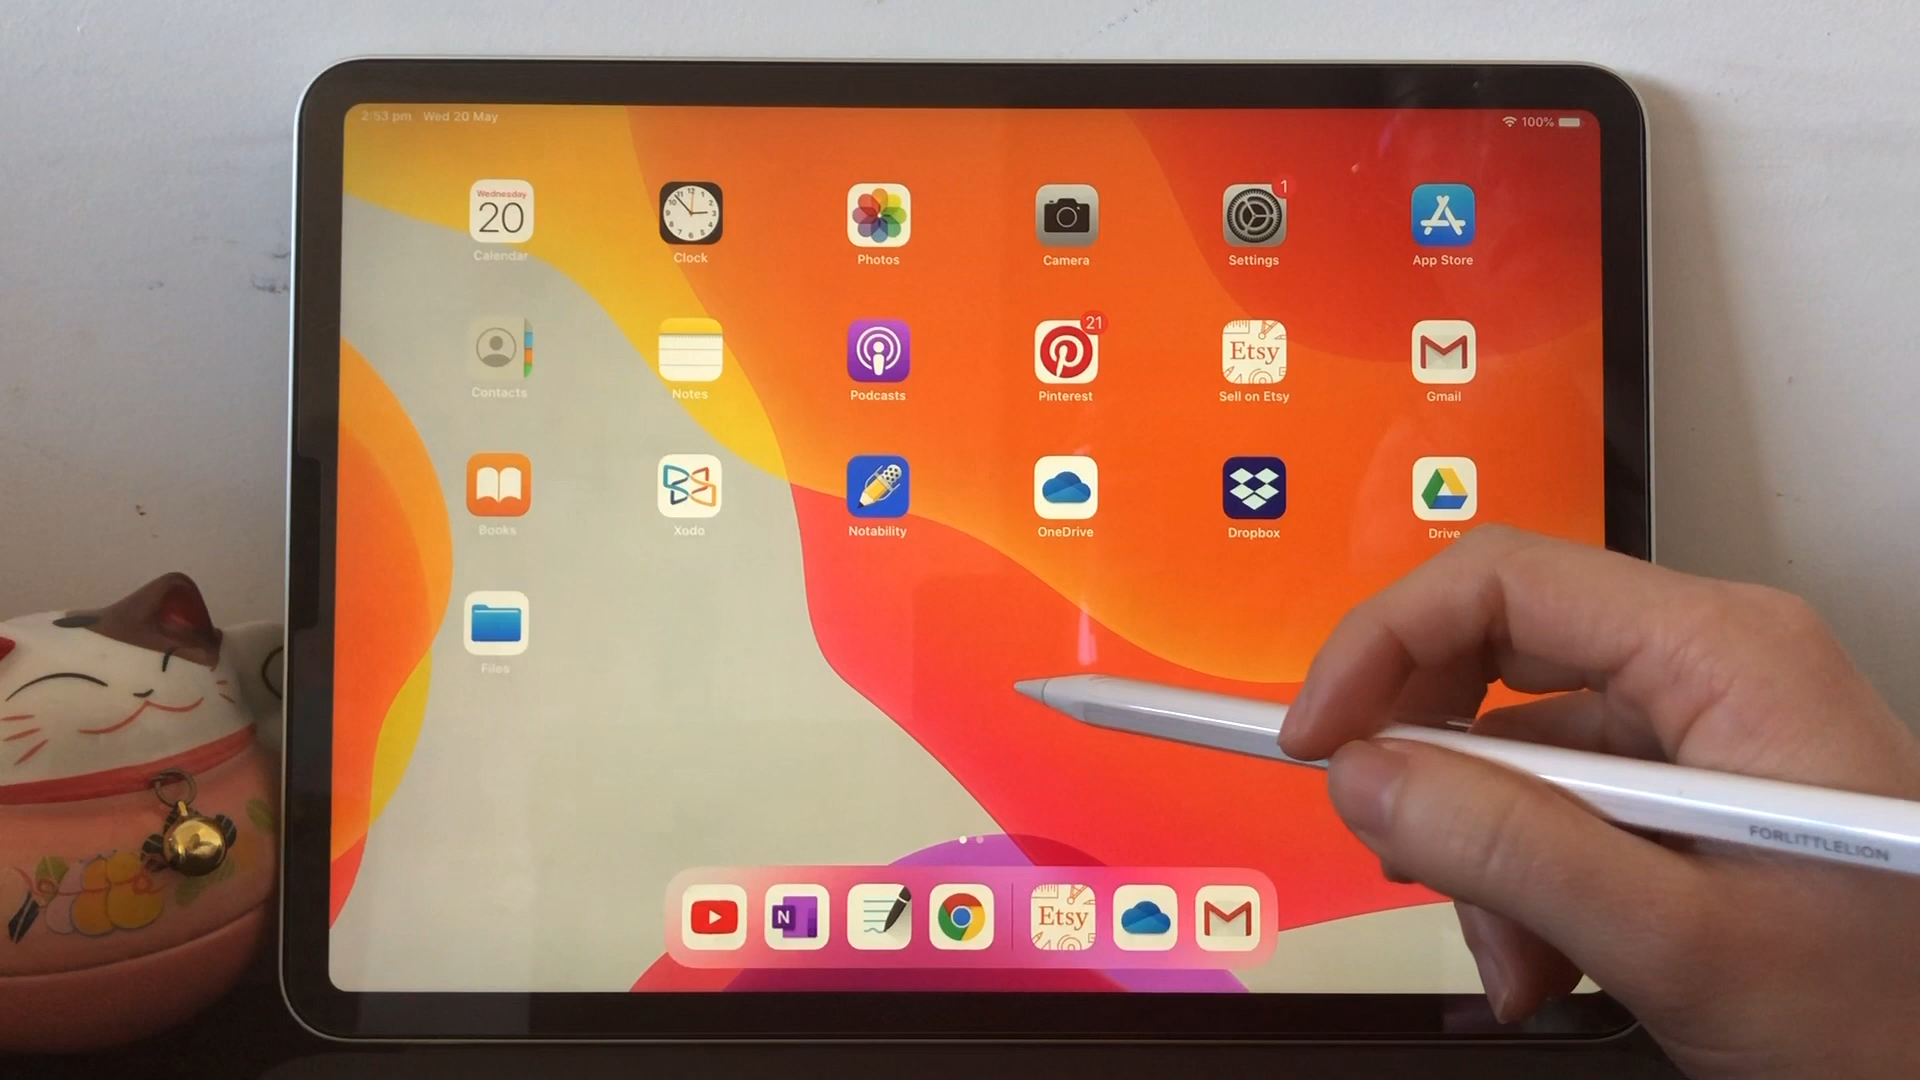 2:53 pm Wed 20 May
100%
Wednesday
20
1
Calendar
Clock
Photos
Camera
Settings
App Store
21
Etsy
Contacts
Notes
Podcasts
Pinterest
Sell on Etsy
Gmail
Books
Xodo
Notability
OneDrive
Dropbox
Drive
Files
FORLITTLELION
N
Etsy